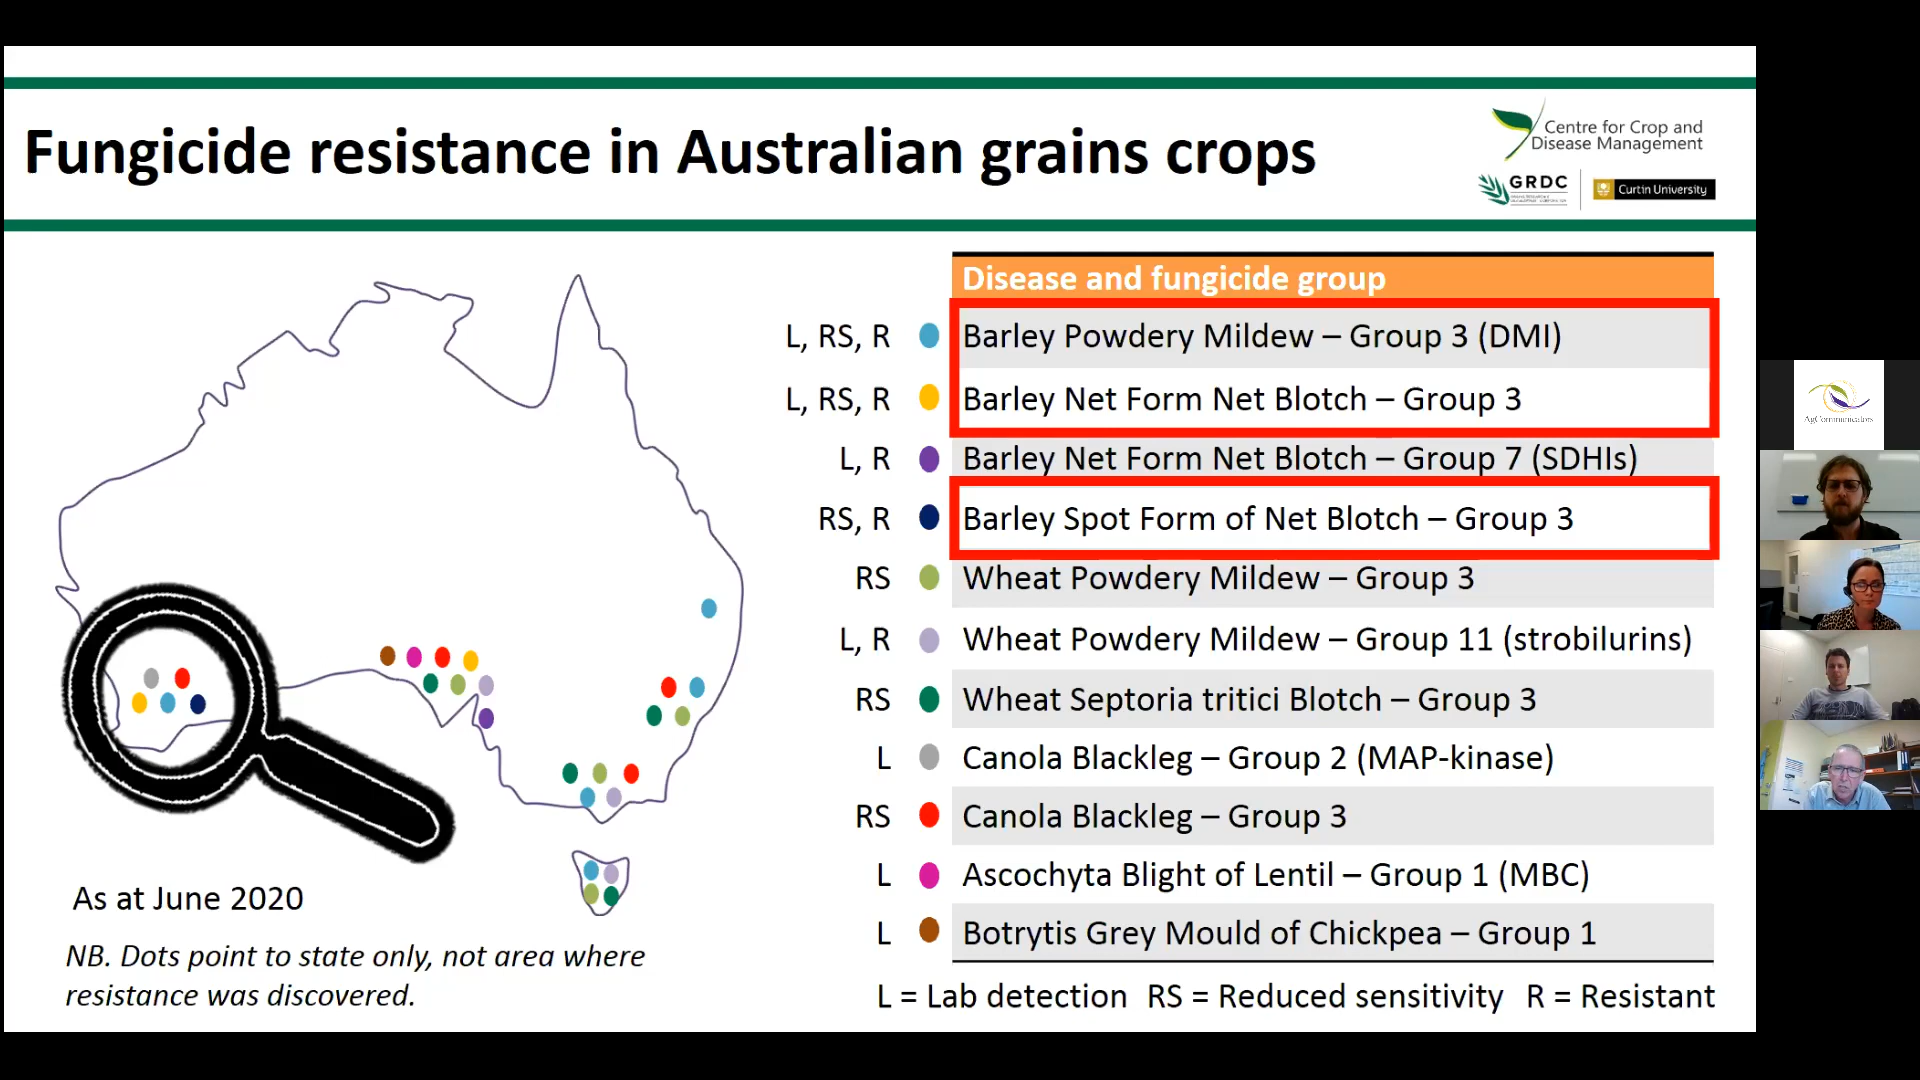 Fungicide resistance in Australian grains crops
Centre for Crop and
Disease Management
GRDC
Curtin University
Disease and fungicide group
L, RS, R Barley Powdery Mildew – Group 3 (DMI)
L, RS, R Barley Net Form Net Blotch – Group 3
L, R Barley Net Form Net Blotch – Group 7 (SDHIs)
RS, R Barley Spot Form of Net Blotch – Group 3
RS Wheat Powdery Mildew – Group 3
L, R Wheat Powdery Mildew – Group 11 (strobilurins)
RS Wheat Septoria tritici Blotch – Group 3
L Canola Blackleg – Group 2 (MAP-kinase)
RS Canola Blackleg – Group 3
L Ascochyta Blight of Lentil – Group 1 (MBC)
L Botrytis Grey Mould of Chickpea – Group 1
L = Lab detection RS = Reduced sensitivity R = Resistant
As at June 2020
NB. Dots point to state only, not area where
resistance was discovered.
AgCommunicators